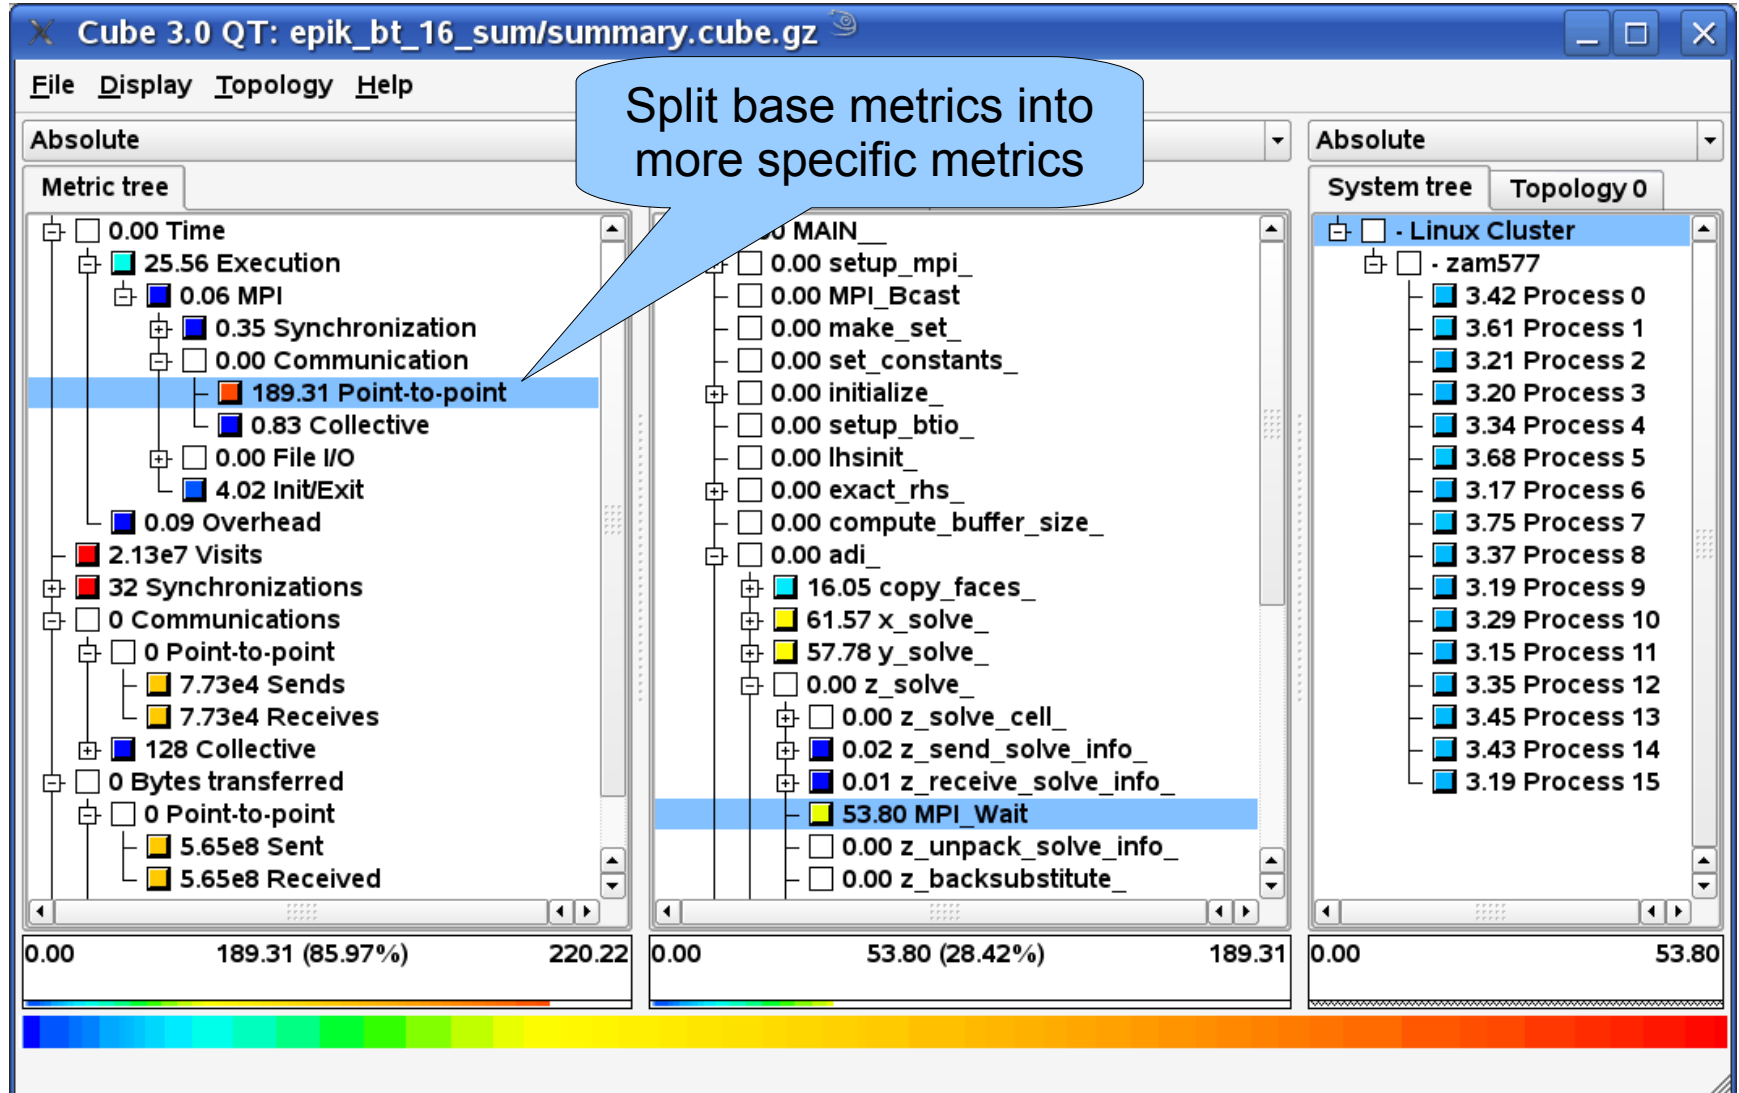 Cube 3.0 QT: epik_bt_16_sum/summary.cube.gz
File Display Topology Help
Split base metrics into
more specific metrics
Absolute
Metric tree
0.00 Time
25.56 Execution
0.06 MPI
0.35 Synchronization
0.00 Communication
189.31 Point-to-point
0.83 Collective
0.00 File I/O
4.02 Init/Exit
0.09 Overhead
2.13e7 Visits
32 Synchronizations
0 Communications
0 Point-to-point
7.73e4 Sends
7.73e4 Receives
128 Collective
0 Bytes transferred
0 Point-to-point
5.65e8 Sent
5.65e8 Received
0.00 189.31 (85.97%) 220.22
MAIN__
0.00 setup_mpi_
0.00 MPI_Bcast
0.00 make_set_
0.00 set_constants_
0.00 initialize_
0.00 setup_btio_
0.00 lhsinit_
0.00 exact_rhs_
0.00 compute_buffer_size_
0.00 adi_
16.05 copy_faces_
61.57 x_solve_
57.78 y_solve_
0.00 z_solve_
0.00 z_solve_cell_
0.02 z_send_solve_info_
0.01 z_receive_solve_info_
53.80 MPI_Wait
0.00 z_unpack_solve_info_
0.00 z_backsubstitute_
0.00 53.80 (28.42%) 189.31
Absolute
System tree Topology 0
- Linux Cluster
- zam577
3.42 Process 0
3.61 Process 1
3.21 Process 2
3.20 Process 3
3.34 Process 4
3.68 Process 5
3.17 Process 6
3.75 Process 7
3.37 Process 8
3.19 Process 9
3.29 Process 10
3.15 Process 11
3.35 Process 12
3.45 Process 13
3.43 Process 14
3.19 Process 15
0.00 53.80